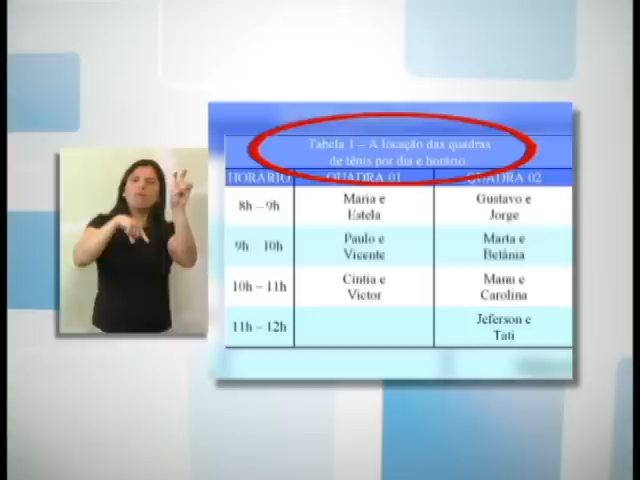 Tabela 1 – A locação das quadras
de tênis por dia e horário
HORÁRIO QUADRA 01 QUADRA 02
8h – 9h Maria e Estela Gustavo e Jorge
9h – 10h Paulo e Vicente Marta e Betânia
10h – 11h Cíntia e Victor Manu e Carolina
11h – 12h Jeferson e Tati